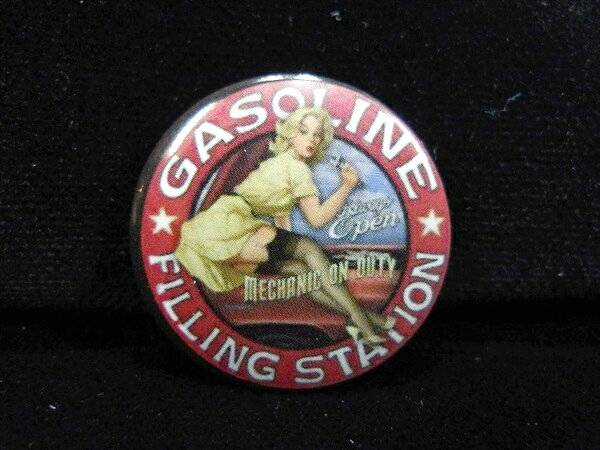 GASOLINE
Always
Open
MECHANIC ON DUTY
FILLING STATION